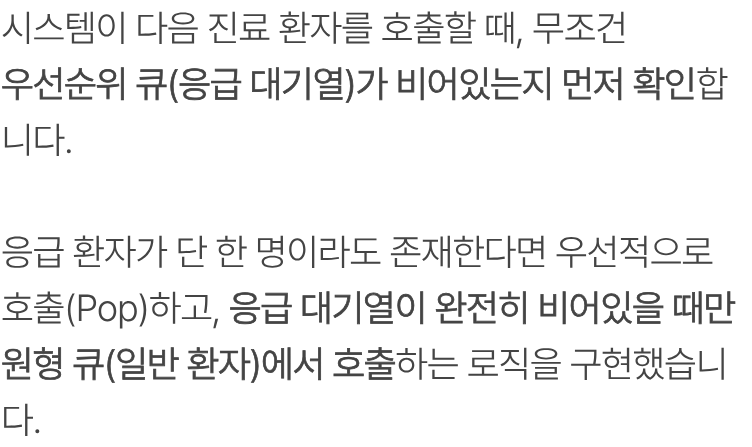 시스템이 다음 진료 환자를 호출할 때, 무조건
우선순위 큐(응급 대기열)가 비어있는지 먼저 확인합
니다.
응급 환자가 단 한 명이라도 존재한다면 우선적으로
호출(Pop)하고, 응급 대기열이 완전히 비어있을 때만
원형 큐(일반 환자)에서 호출하는 로직을 구현했습니
다.